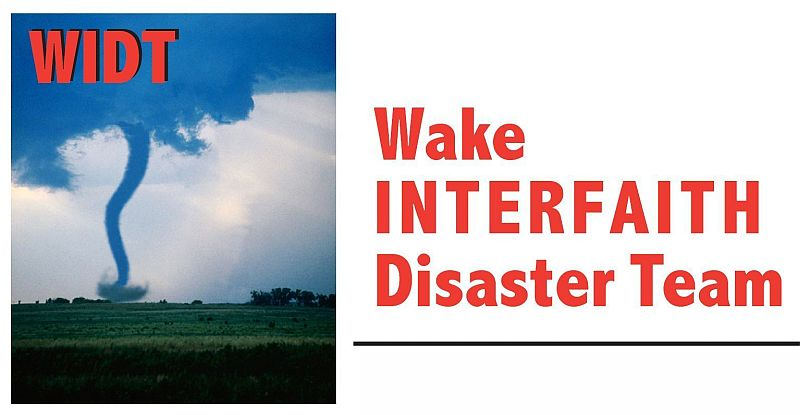 WIDT
Wake
INTERFAITH
Disaster Team